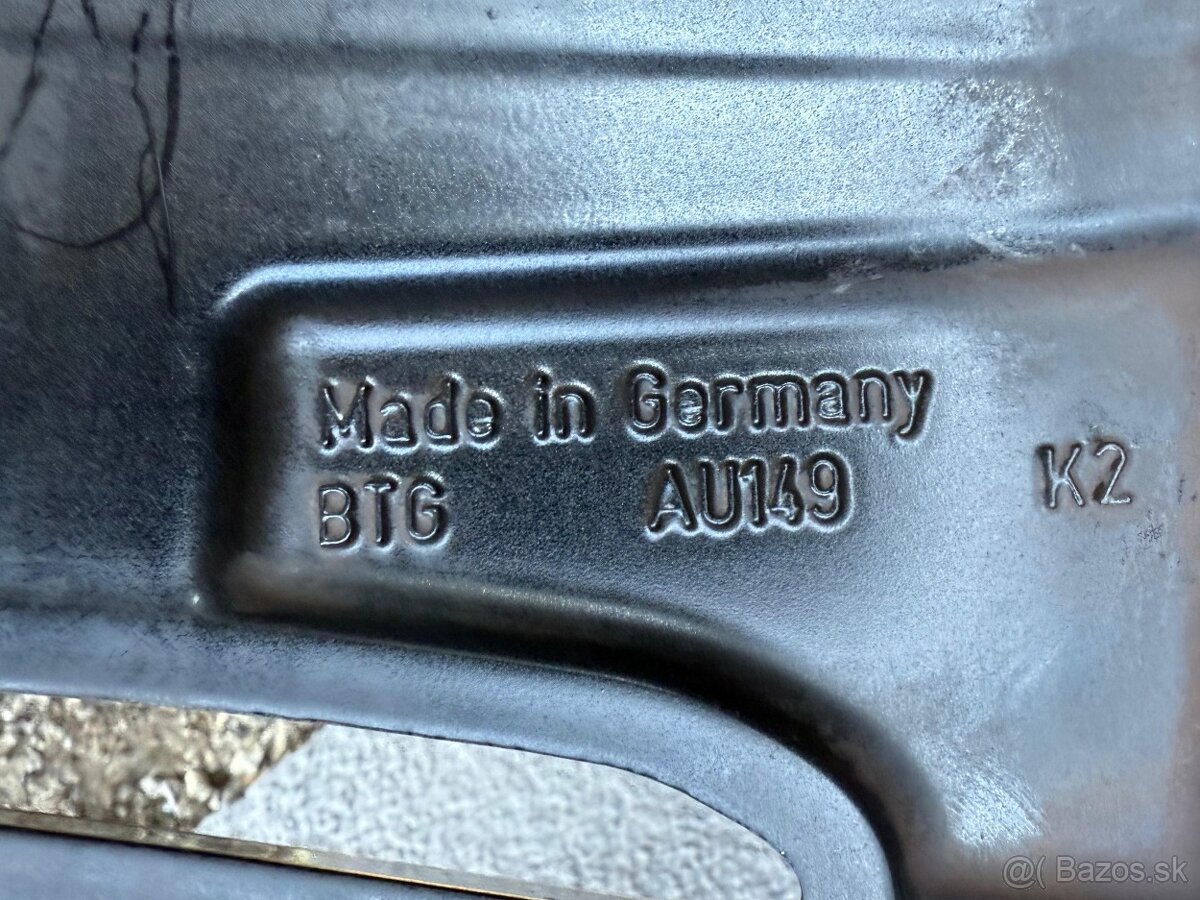 Made in Germany
BTG AU149 K2
@( Bazos.sk